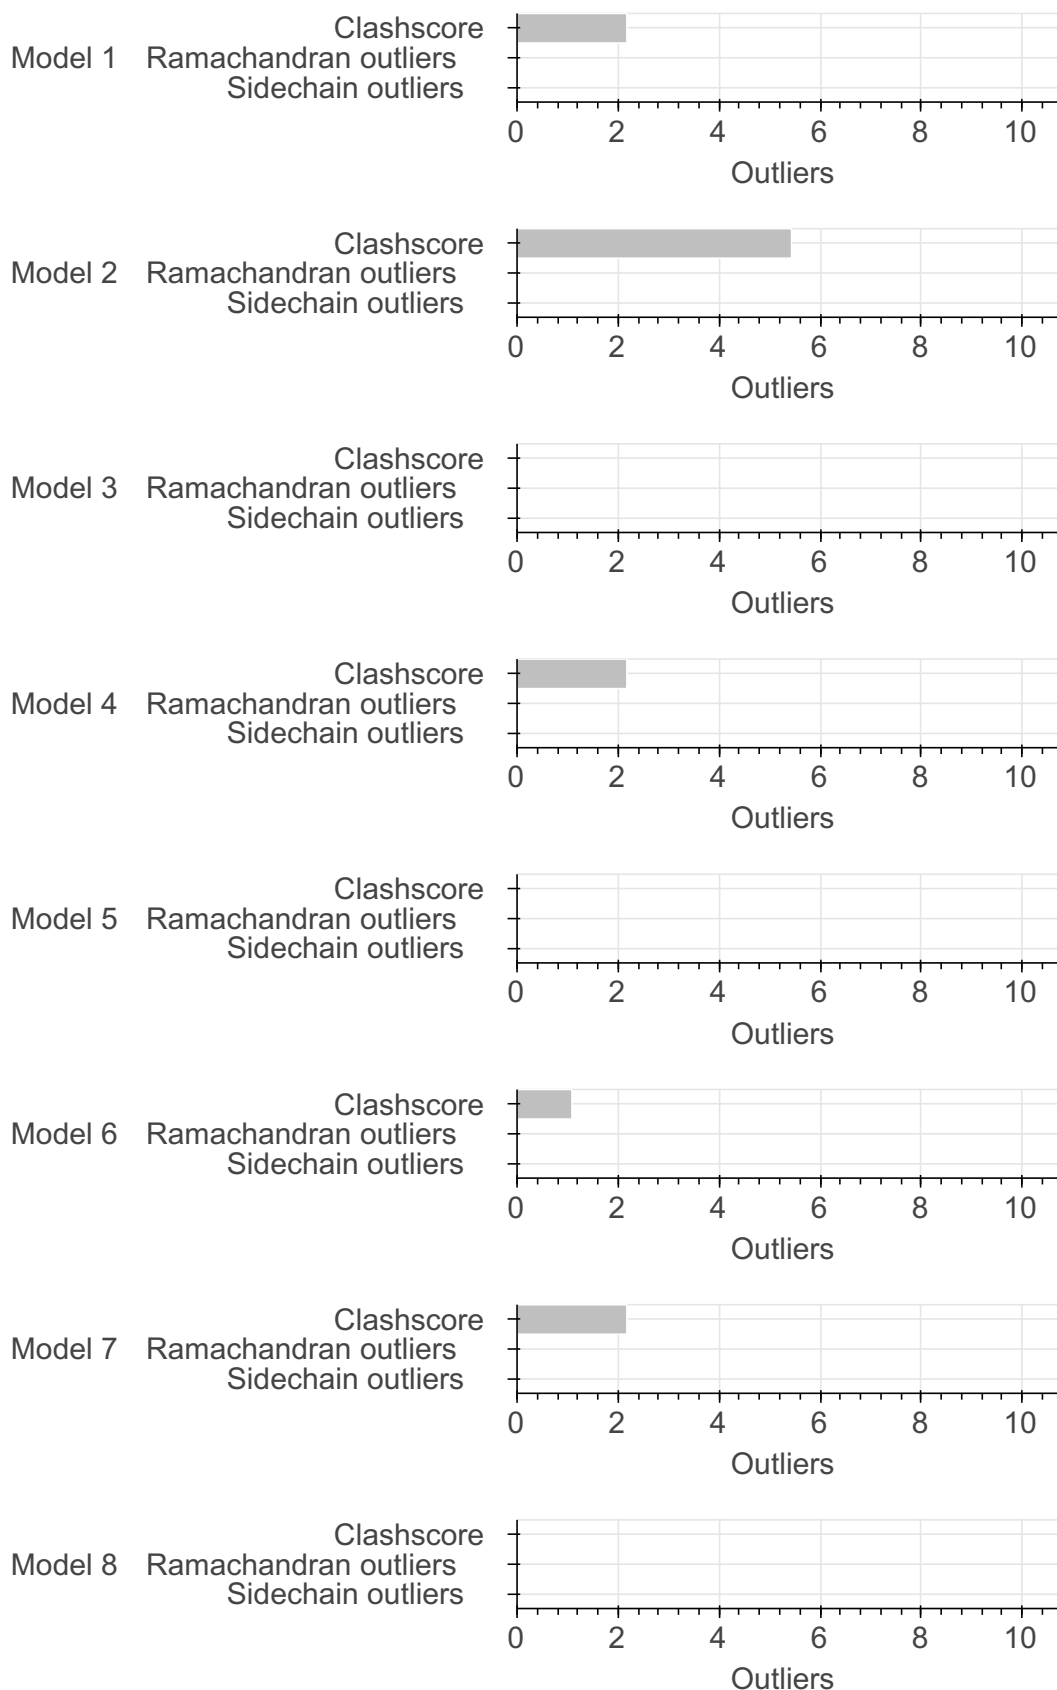 Clashscore
Model 1 Ramachandran outliers
Sidechain outliers
0 2 4 6 8 10
Outliers
Clashscore
Model 2 Ramachandran outliers
Sidechain outliers
0 2 4 6 8 10
Outliers
Clashscore
Model 3 Ramachandran outliers
Sidechain outliers
0 2 4 6 8 10
Outliers
Clashscore
Model 4 Ramachandran outliers
Sidechain outliers
0 2 4 6 8 10
Outliers
Clashscore
Model 5 Ramachandran outliers
Sidechain outliers
0 2 4 6 8 10
Outliers
Clashscore
Model 6 Ramachandran outliers
Sidechain outliers
0 2 4 6 8 10
Outliers
Clashscore
Model 7 Ramachandran outliers
Sidechain outliers
0 2 4 6 8 10
Outliers
Clashscore
Model 8 Ramachandran outliers
Sidechain outliers
0 2 4 6 8 10
Outliers